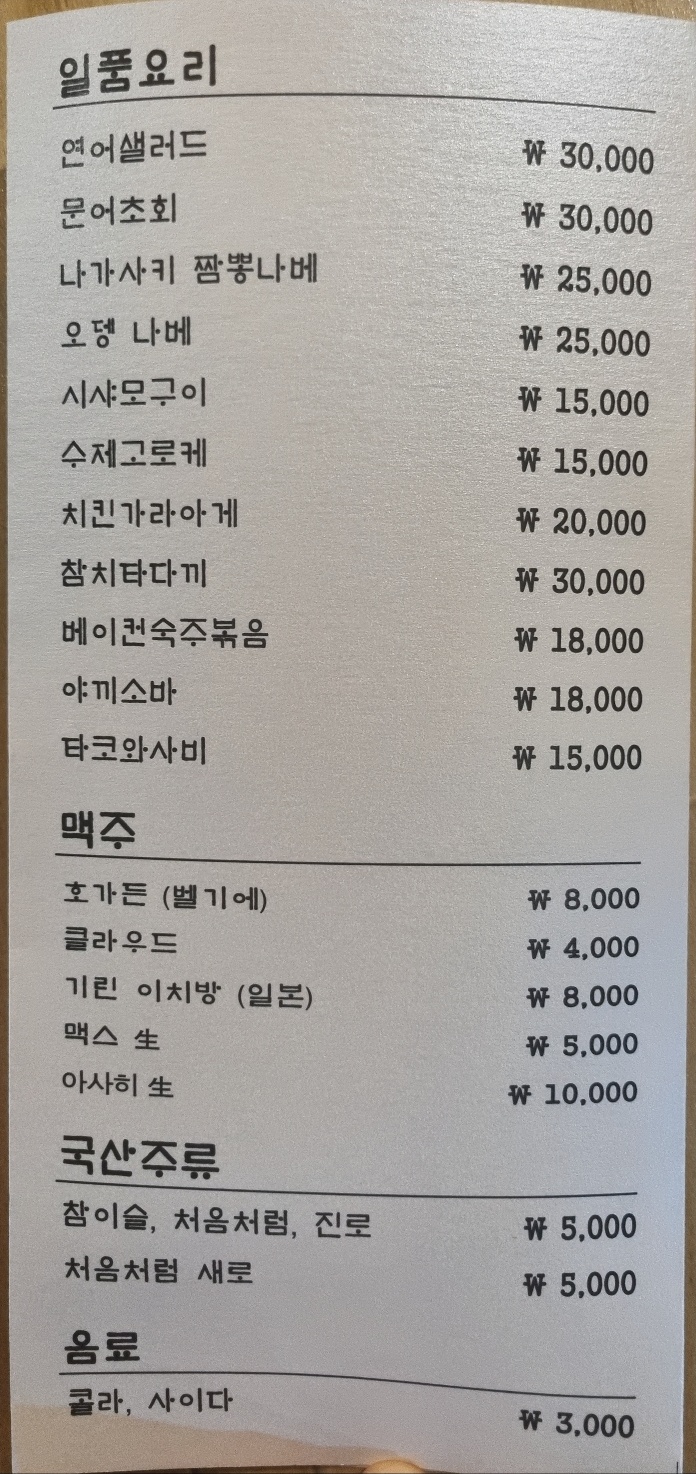 일품요리
연어샐러드 ₩ 30,000
문어초회 ₩ 30,000
나가사키 짬뽕나베 ₩ 25,000
오뎅 나베 ₩ 25,000
시샤모구이 ₩ 15,000
수제고로케 ₩ 15,000
치킨가라아게 ₩ 20,000
참치타다끼 ₩ 30,000
베이컨숙주볶음 ₩ 18,000
야끼소바 ₩ 18,000
타코와사비 ₩ 15,000
맥주
호가든 (벨기에) ₩ 8,000
클라우드 ₩ 4,000
기린 이치방 (일본) ₩ 8,000
맥스 生 ₩ 5,000
아사히 生 ₩ 10,000
국산주류
참이슬, 처음처럼, 진로 ₩ 5,000
처음처럼 새로 ₩ 5,000
음료
콜라, 사이다 ₩ 3,000